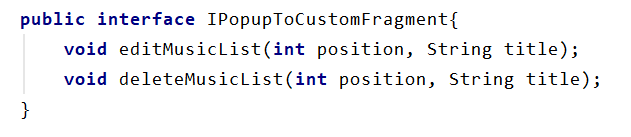 public interface IPopupToCustomFragment{
    void editMusicList(int position, String title);
    void deleteMusicList(int position, String title);
}